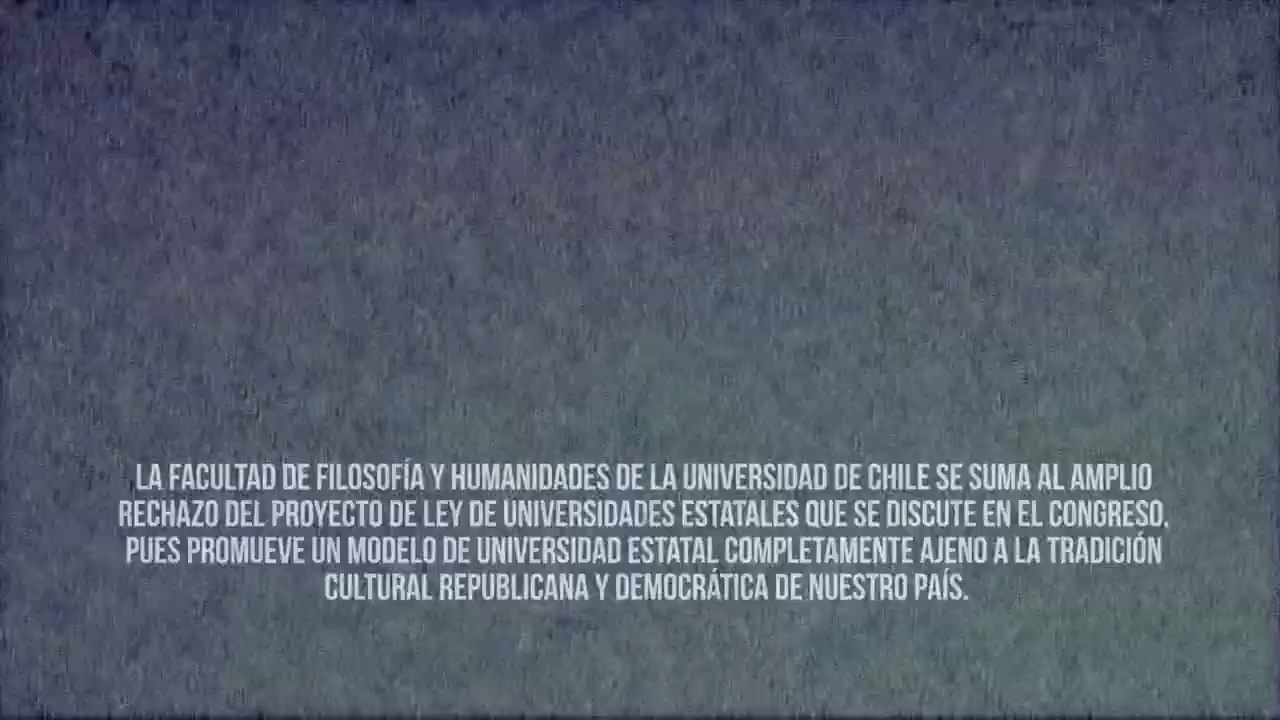 LA FACULTAD DE FILOSOFÍA Y HUMANIDADES DE LA UNIVERSIDAD DE CHILE SE SUMA AL AMPLIO
RECHAZO DEL PROYECTO DE LEY DE UNIVERSIDADES ESTATALES QUE SE DISCUTE EN EL CONGRESO,
PUES PROMUEVE UN MODELO DE UNIVERSIDAD ESTATAL COMPLETAMENTE AJENO A LA TRADICIÓN
CULTURAL REPUBLICANA Y DEMOCRÁTICA DE NUESTRO PAÍS.